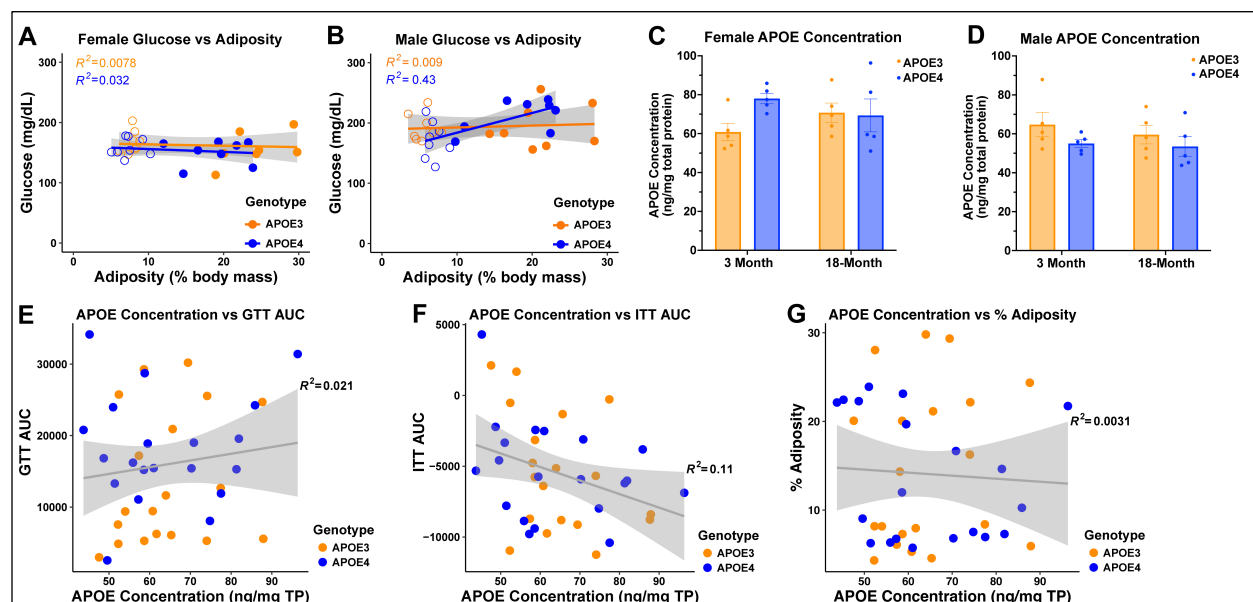 A
Female Glucose vs Adiposity
R²=0.0078
R²=0.032
Glucose (mg/dL)
300
200
100
0
0
10
20
30
Adiposity (% body mass)
Genotype
APOE3
APOE4
B
Male Glucose vs Adiposity
R²=0.009
R²=0.43
Glucose (mg/dL)
300
200
100
0
0
10
20
30
Adiposity (% body mass)
Genotype
APOE3
APOE4
C
Female APOE Concentration
APOE Concentration
(ng/mg total protein)
100
80
60
40
20
0
3 Month
18-Month
APOE3
APOE4
D
Male APOE Concentration
APOE Concentration
(ng/mg total protein)
100
80
60
40
20
0
3 Month
18-Month
APOE3
APOE4
E
APOE Concentration vs GTT AUC
R²=0.021
GTT AUC
30000
20000
10000
50
60
70
80
90
APOE Concentration (ng/mg TP)
Genotype
APOE3
APOE4
F
APOE Concentration vs ITT AUC
R²=0.11
ITT AUC
5000
0
−5000
−10000
50
60
70
80
90
APOE Concentration (ng/mg TP)
Genotype
APOE3
APOE4
G
APOE Concentration vs % Adiposity
R²=0.0031
% Adiposity
30
20
10
50
60
70
80
90
APOE Concentration (ng/mg TP)
Genotype
APOE3
APOE4